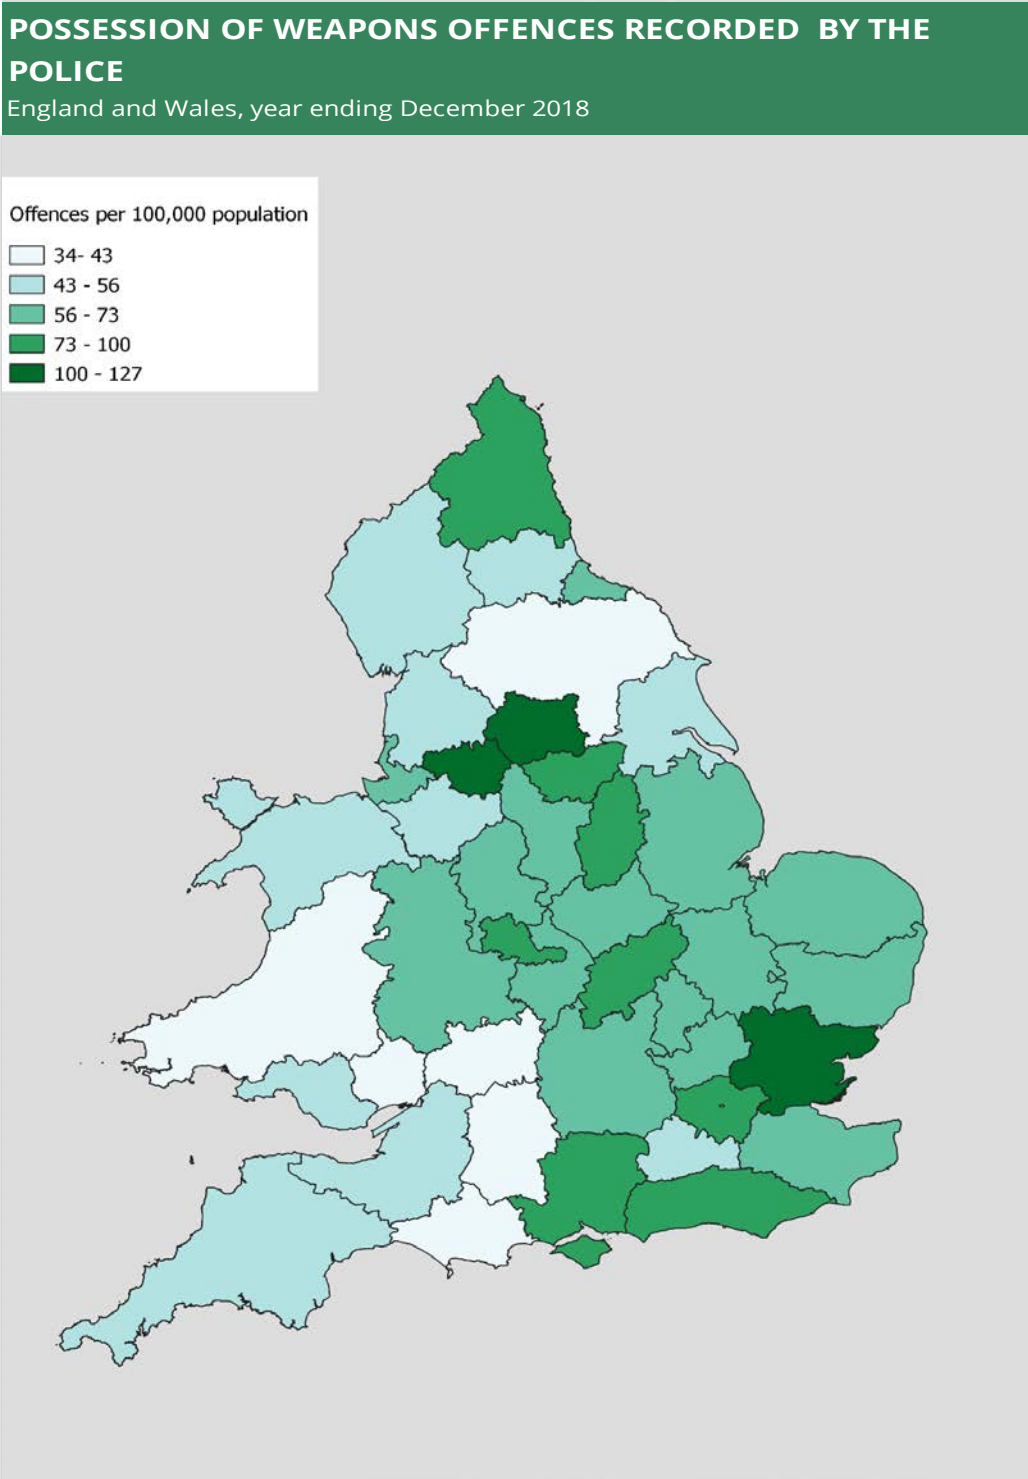 POSSESSION OF WEAPONS OFFENCES RECORDED  BY THE
POLICE
England and Wales, year ending December 2018
Offences per 100,000 population
34- 43
43 - 56
56 - 73
73 - 100
100 - 127